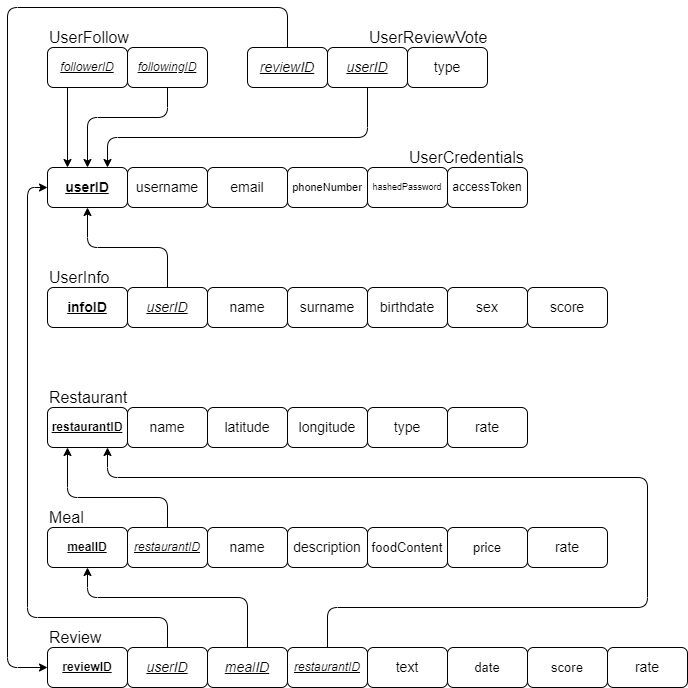 UserFollow UserReviewVote
followerID followingID reviewID userID type
UserCredentials
userID username email phoneNumber hashedPassword accessToken
UserInfo
infoID userID name surname birthdate sex score
Restaurant
restaurantID name latitude longitude type rate
Meal
mealID restaurantID name description foodContent price rate
Review
reviewID userID mealID restaurantID text date score rate